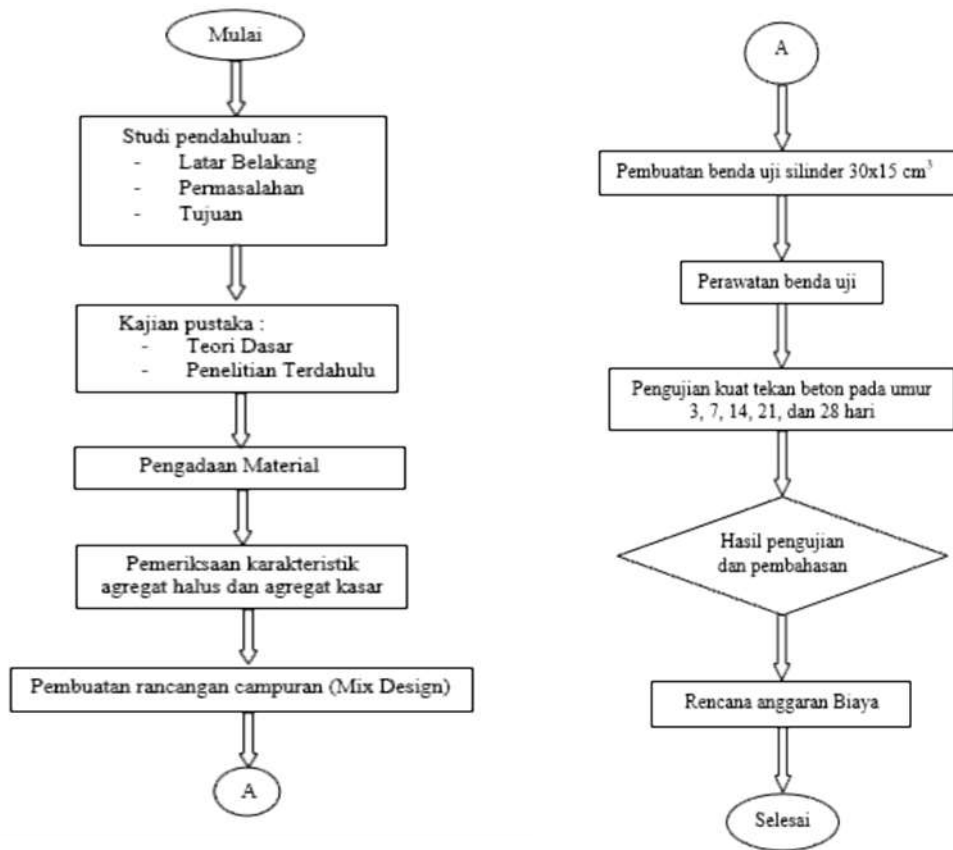 Mulai
Studi pendahuluan :
- Latar Belakang
- Permasalahan
- Tujuan
Kajian pustaka :
- Teori Dasar
- Penelitian Terdahulu
Pengadaan Material
Pemeriksaan karakteristik
agregat halus dan agregat kasar
Pembuatan rancangan campuran (Mix Design)
A
A
Pembuatan benda uji silinder 30x15 cm³
Perawatan benda uji
Pengujian kuat tekan beton pada umur
3, 7, 14, 21, dan 28 hari
Hasil pengujian
dan pembahasan
Rencana anggaran Biaya
Selesai